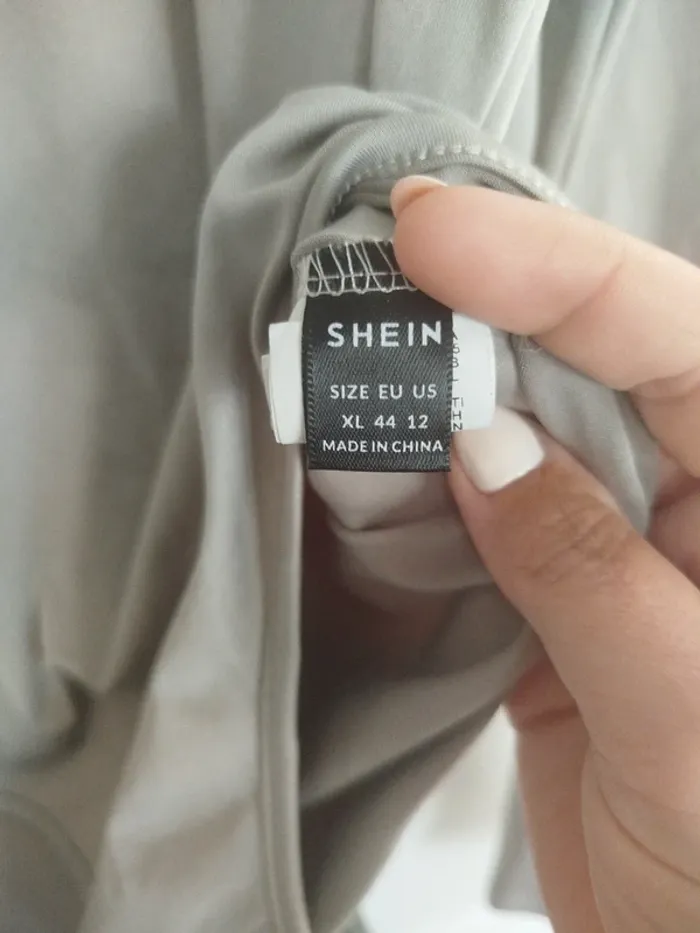 SHEIN
SIZE EU US
XL 44 12
MADE IN CHINA